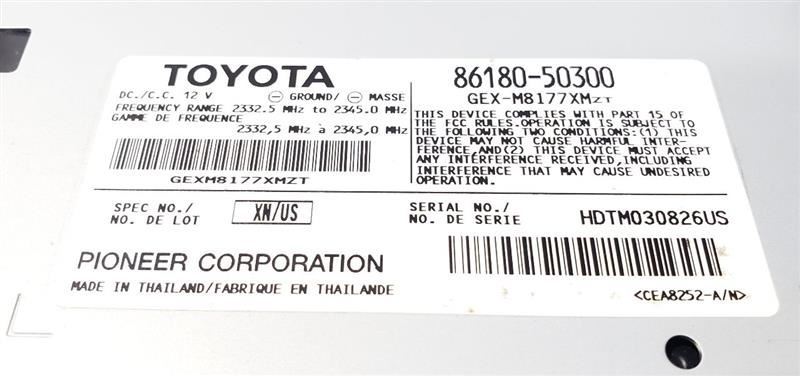 TOYOTA
DC./C.C. 12 V ⊖ GROUND/ ⊖ MASSE
FREQUENCY RANGE 2332.5 MHz to 2345.0 MHz
GAMME DE FREQUENCE
2332,5 MHz à 2345,0 MHz
GEXM8177XMZT
86180-50300
GEX-M8177XMZT
THIS DEVICE COMPLIES WITH PART 15 OF
THE FCC RULES.OPERATION IS SUBJECT TO
THE FOLLOWING TWO CONDITIONS:(1) THIS
DEVICE MAY NOT CAUSE HARMFUL INTER-
FERENCE,AND(2) THIS DEVICE MUST ACCEPT
ANY INTERFERENCE RECEIVED,INCLUDING
INTERFERENCE THAT MAY CAUSE UNDESIRED
OPERATION.
SPEC NO./
NO. DE LOT
XN/US
SERIAL NO./
NO. DE SERIE
HDTM030826US
PIONEER CORPORATION
MADE IN THAILAND/FABRIQUE EN THAILANDE
<CEA8252-A/N>